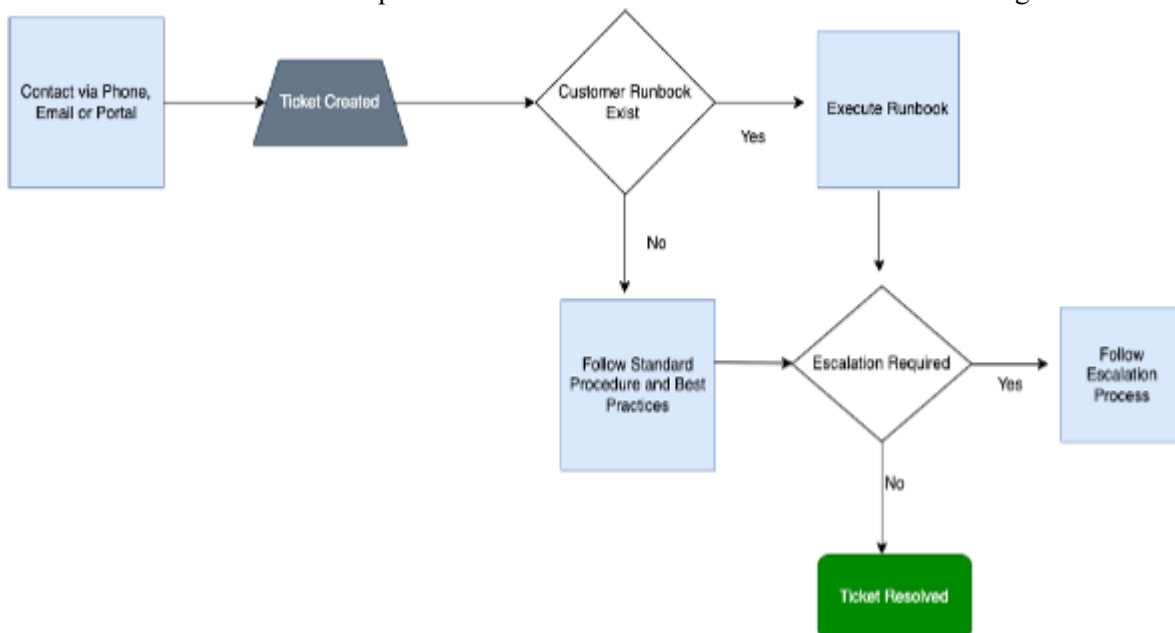 Contact via Phone,
Email or Portal
Ticket Created
Customer Runbook
Exist
Yes
Execute Runbook
No
Follow Standard
Procedure and Best
Practices
Escalation Required
Yes
Follow
Escalation
Process
No
Ticket Resolved